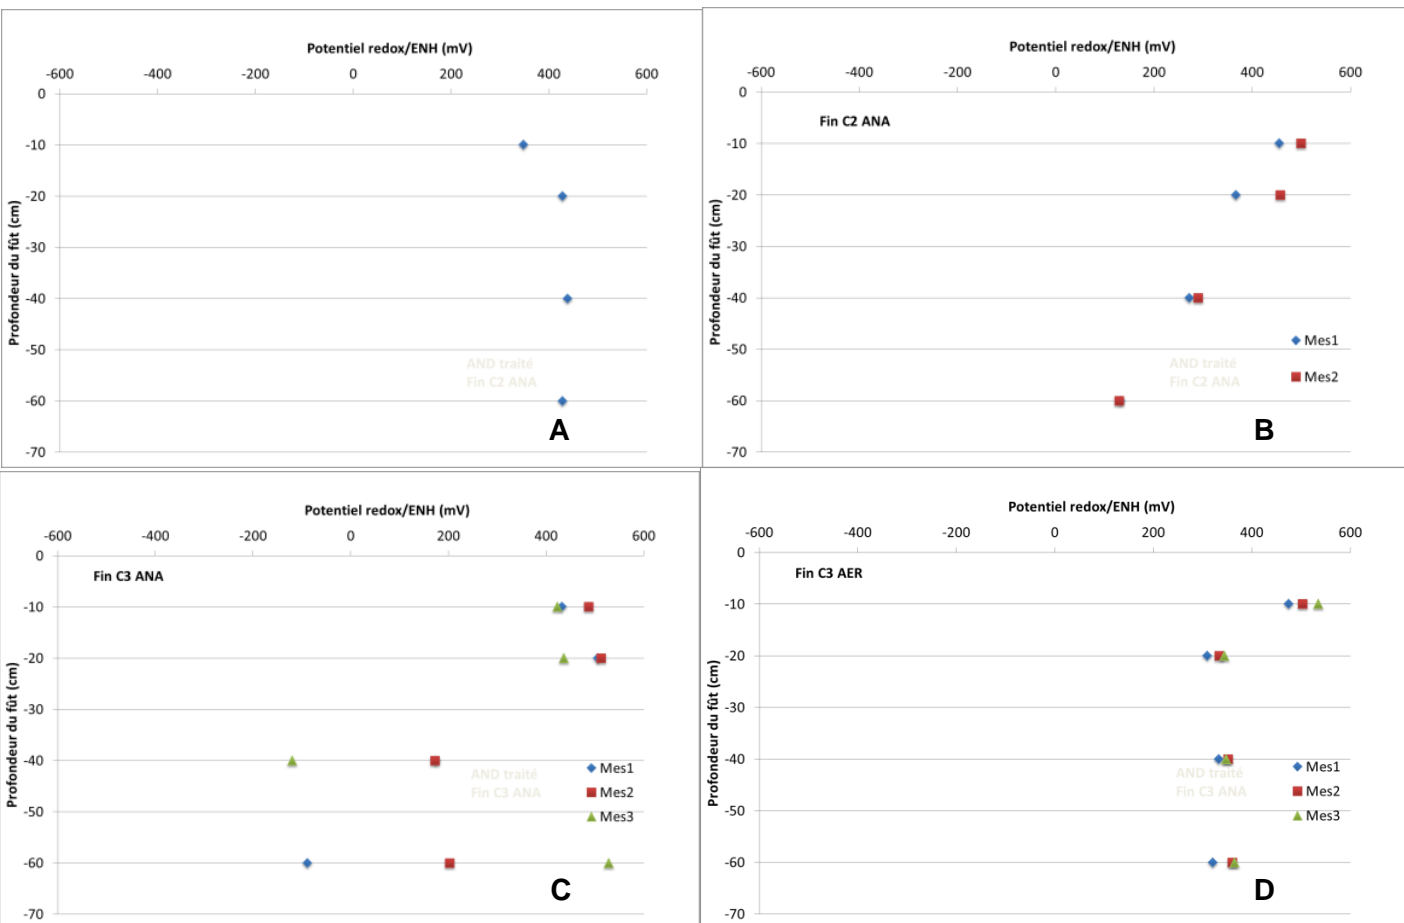 Potentiel redox/ENH (mV)
-600 -400 -200 0 200 400 600
0
-10
-20
-30
-40
-50
-60
-70
Profondeur du fût (cm)
AND traité
Fin C2 ANA
A
Potentiel redox/ENH (mV)
-600 -400 -200 0 200 400 600
0
Fin C2 ANA
-10
-20
-30
-40
-50
-60
-70
Profondeur du fût (cm)
Mes1
Mes2
AND traité
Fin C2 ANA
B
Potentiel redox/ENH (mV)
-600 -400 -200 0 200 400 600
0
Fin C3 ANA
-10
-20
-30
-40
-50
-60
-70
Profondeur du fût (cm)
Mes1
Mes2
Mes3
AND traité
Fin C3 ANA
C
Potentiel redox/ENH (mV)
-600 -400 -200 0 200 400 600
0
Fin C3 AER
-10
-20
-30
-40
-50
-60
-70
Profondeur du fût (cm)
Mes1
Mes2
Mes3
AND traité
Fin C3 ANA
D